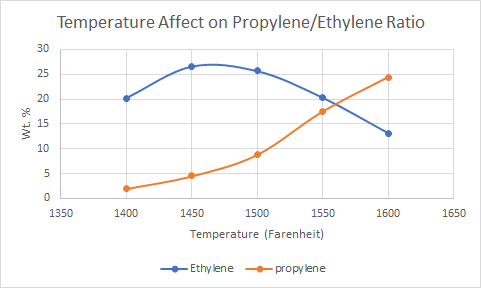 Temperature Affect on Propylene/Ethylene Ratio
30
25
20
15
10
5
0
Wt. %
1350 1400 1450 1500 1550 1600 1650
Temperature (Farenheit)
Ethylene propylene